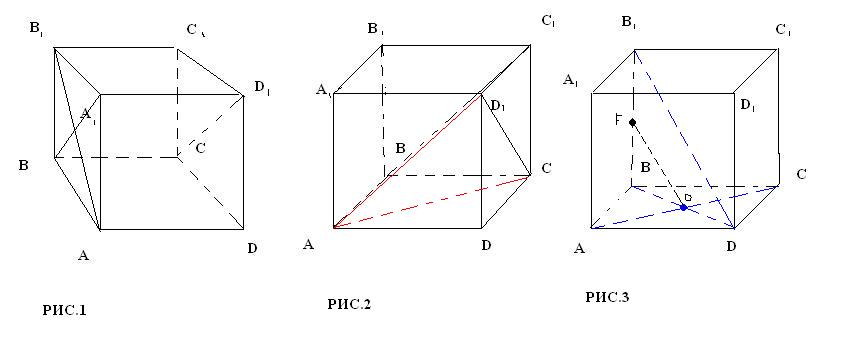 B₁ C₁
A₁ D₁
B C
A D
РИС.1
B₁ C₁
A₁ D₁
B C
A D
РИС.2
B₁ C₁
A₁ D₁
F
B C
O
A D
РИС.3